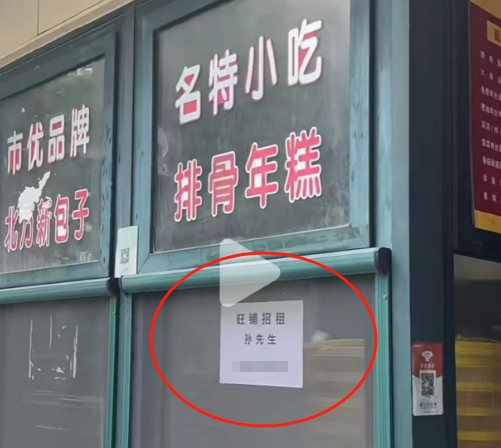 市优品牌
北方新包子
名特小吃
排骨年糕
旺铺招租
孙先生